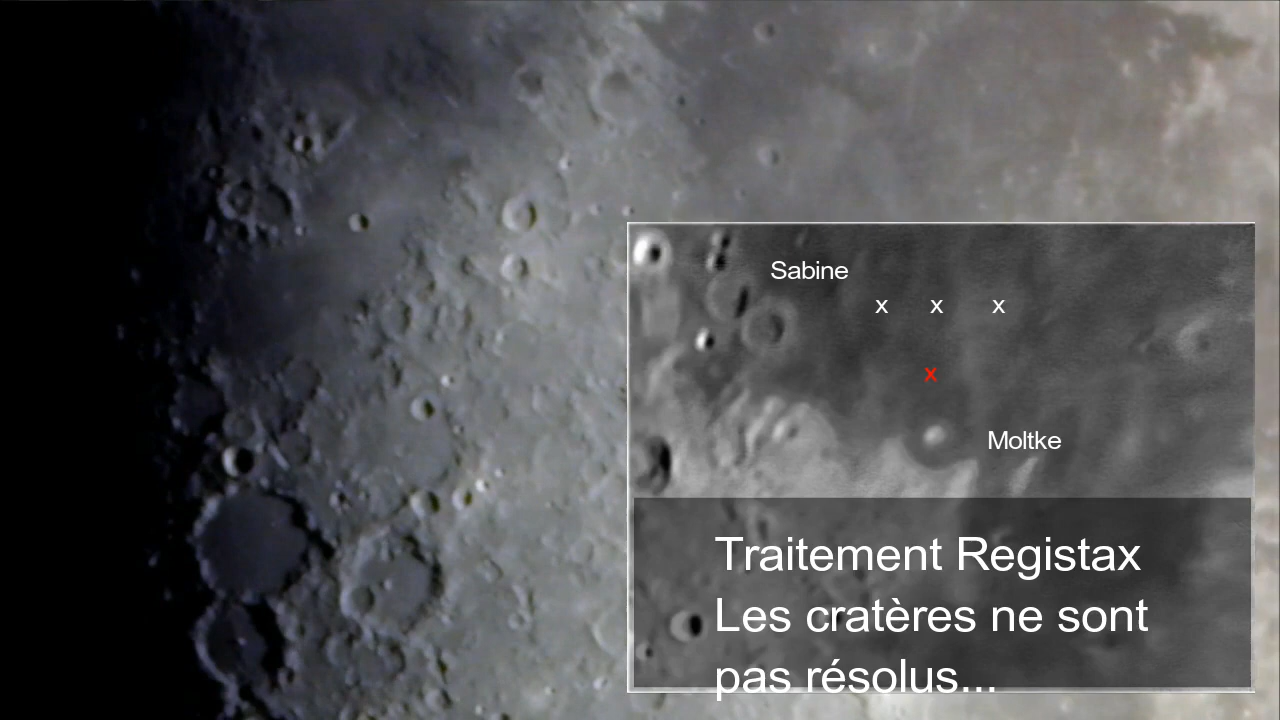 Sabine
x x x
x
Moltke
Traitement Registax
Les cratères ne sont
pas résolus...